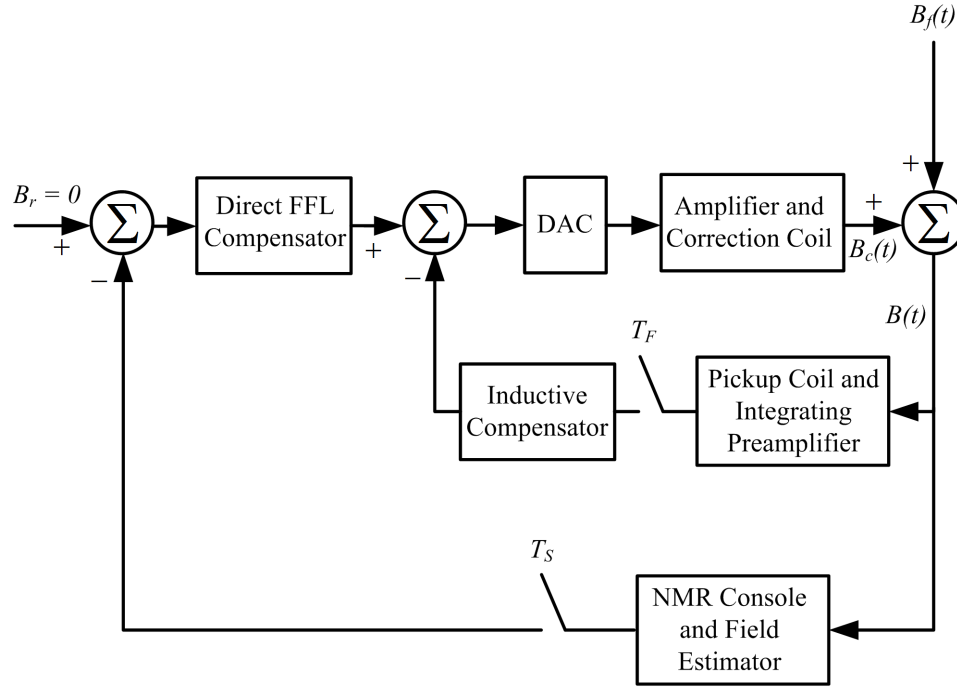 B_f(t)
+
B_r = 0
+
Σ
−
Direct FFL
Compensator
+
Σ
−
DAC
Amplifier and
Correction Coil
+
B_c(t)
Σ
B(t)
T_F
Inductive
Compensator
Pickup Coil and
Integrating
Preamplifier
T_S
NMR Console
and Field
Estimator